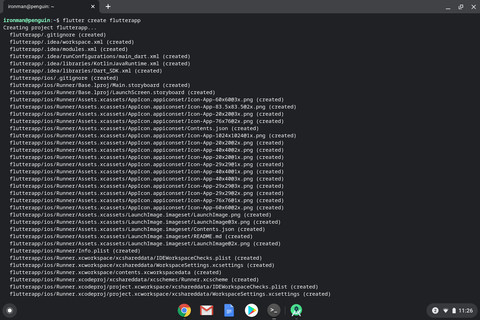 ironman@penguin: ~
ironman@penguin:~$ flutter create flutterapp
Creating project flutterapp...
flutterapp/.gitignore (created)
flutterapp/.idea/workspace.xml (created)
flutterapp/.idea/modules.xml (created)
flutterapp/.idea/runConfigurations/main_dart.xml (created)
flutterapp/.idea/libraries/KotlinJavaRuntime.xml (created)
flutterapp/.idea/libraries/Dart_SDK.xml (created)
flutterapp/ios/.gitignore (created)
flutterapp/ios/Runner/Base.lproj/Main.storyboard (created)
flutterapp/ios/Runner/Base.lproj/LaunchScreen.storyboard (created)
flutterapp/ios/Runner/Assets.xcassets/AppIcon.appiconset/Icon-App-60x60@3x.png (created)
flutterapp/ios/Runner/Assets.xcassets/AppIcon.appiconset/Icon-App-83.5x83.5@2x.png (created)
flutterapp/ios/Runner/Assets.xcassets/AppIcon.appiconset/Icon-App-20x20@3x.png (created)
flutterapp/ios/Runner/Assets.xcassets/AppIcon.appiconset/Icon-App-76x76@2x.png (created)
flutterapp/ios/Runner/Assets.xcassets/AppIcon.appiconset/Contents.json (created)
flutterapp/ios/Runner/Assets.xcassets/AppIcon.appiconset/Icon-App-1024x1024@1x.png (created)
flutterapp/ios/Runner/Assets.xcassets/AppIcon.appiconset/Icon-App-20x20@2x.png (created)
flutterapp/ios/Runner/Assets.xcassets/AppIcon.appiconset/Icon-App-40x40@2x.png (created)
flutterapp/ios/Runner/Assets.xcassets/AppIcon.appiconset/Icon-App-20x20@1x.png (created)
flutterapp/ios/Runner/Assets.xcassets/AppIcon.appiconset/Icon-App-29x29@1x.png (created)
flutterapp/ios/Runner/Assets.xcassets/AppIcon.appiconset/Icon-App-40x40@1x.png (created)
flutterapp/ios/Runner/Assets.xcassets/AppIcon.appiconset/Icon-App-40x40@3x.png (created)
flutterapp/ios/Runner/Assets.xcassets/AppIcon.appiconset/Icon-App-29x29@3x.png (created)
flutterapp/ios/Runner/Assets.xcassets/AppIcon.appiconset/Icon-App-29x29@2x.png (created)
flutterapp/ios/Runner/Assets.xcassets/AppIcon.appiconset/Icon-App-76x76@1x.png (created)
flutterapp/ios/Runner/Assets.xcassets/AppIcon.appiconset/Icon-App-60x60@2x.png (created)
flutterapp/ios/Runner/Assets.xcassets/LaunchImage.imageset/LaunchImage.png (created)
flutterapp/ios/Runner/Assets.xcassets/LaunchImage.imageset/LaunchImage@3x.png (created)
flutterapp/ios/Runner/Assets.xcassets/LaunchImage.imageset/Contents.json (created)
flutterapp/ios/Runner/Assets.xcassets/LaunchImage.imageset/README.md (created)
flutterapp/ios/Runner/Assets.xcassets/LaunchImage.imageset/LaunchImage@2x.png (created)
flutterapp/ios/Runner/Info.plist (created)
flutterapp/ios/Runner.xcworkspace/xcshareddata/IDEWorkspaceChecks.plist (created)
flutterapp/ios/Runner.xcworkspace/xcshareddata/WorkspaceSettings.xcsettings (created)
flutterapp/ios/Runner.xcworkspace/contents.xcworkspacedata (created)
flutterapp/ios/Runner.xcodeproj/xcshareddata/xcschemes/Runner.xcscheme (created)
flutterapp/ios/Runner.xcodeproj/project.xcworkspace/xcshareddata/IDEWorkspaceChecks.plist (created)
flutterapp/ios/Runner.xcodeproj/project.xcworkspace/xcshareddata/WorkspaceSettings.xcsettings (created)
2 11:26